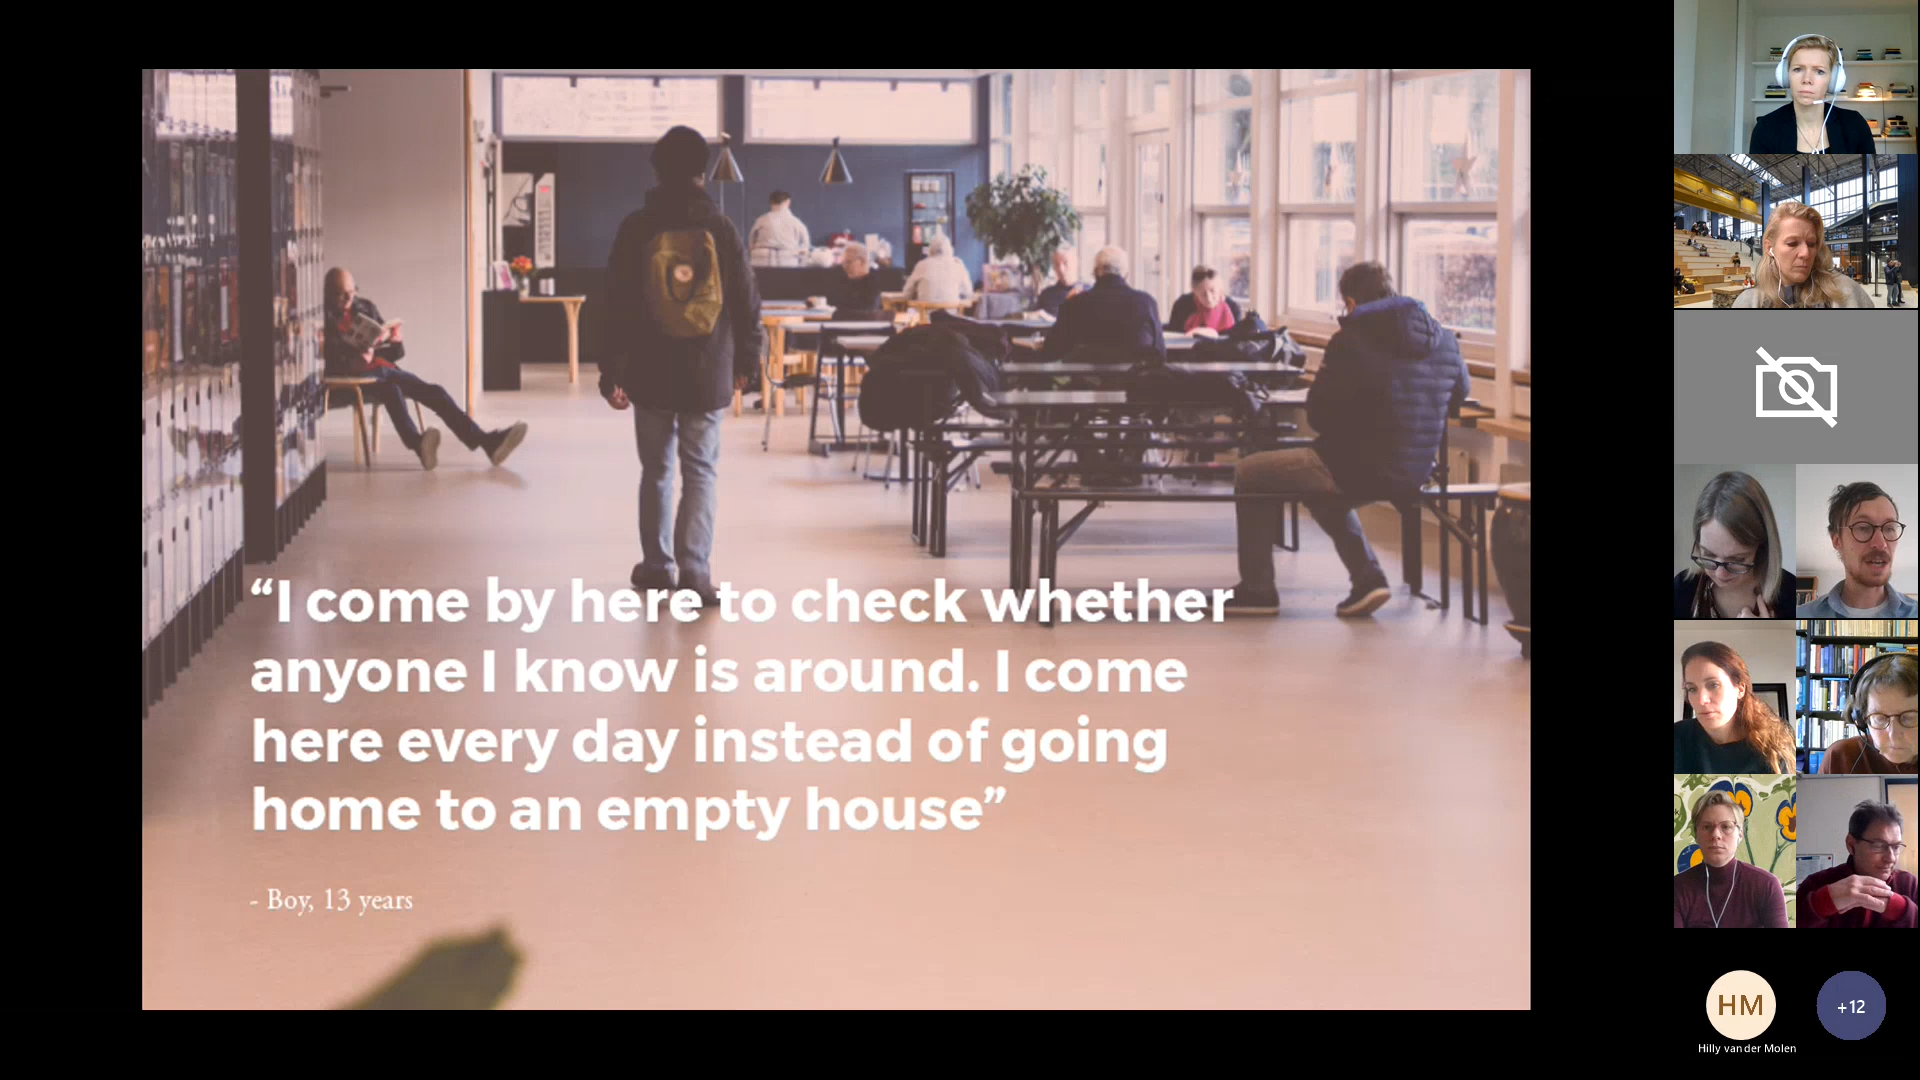 “I come by here to check whether
anyone I know is around. I come
here every day instead of going
home to an empty house”
- Boy, 13 years
HM
+12
Hilly van der Molen